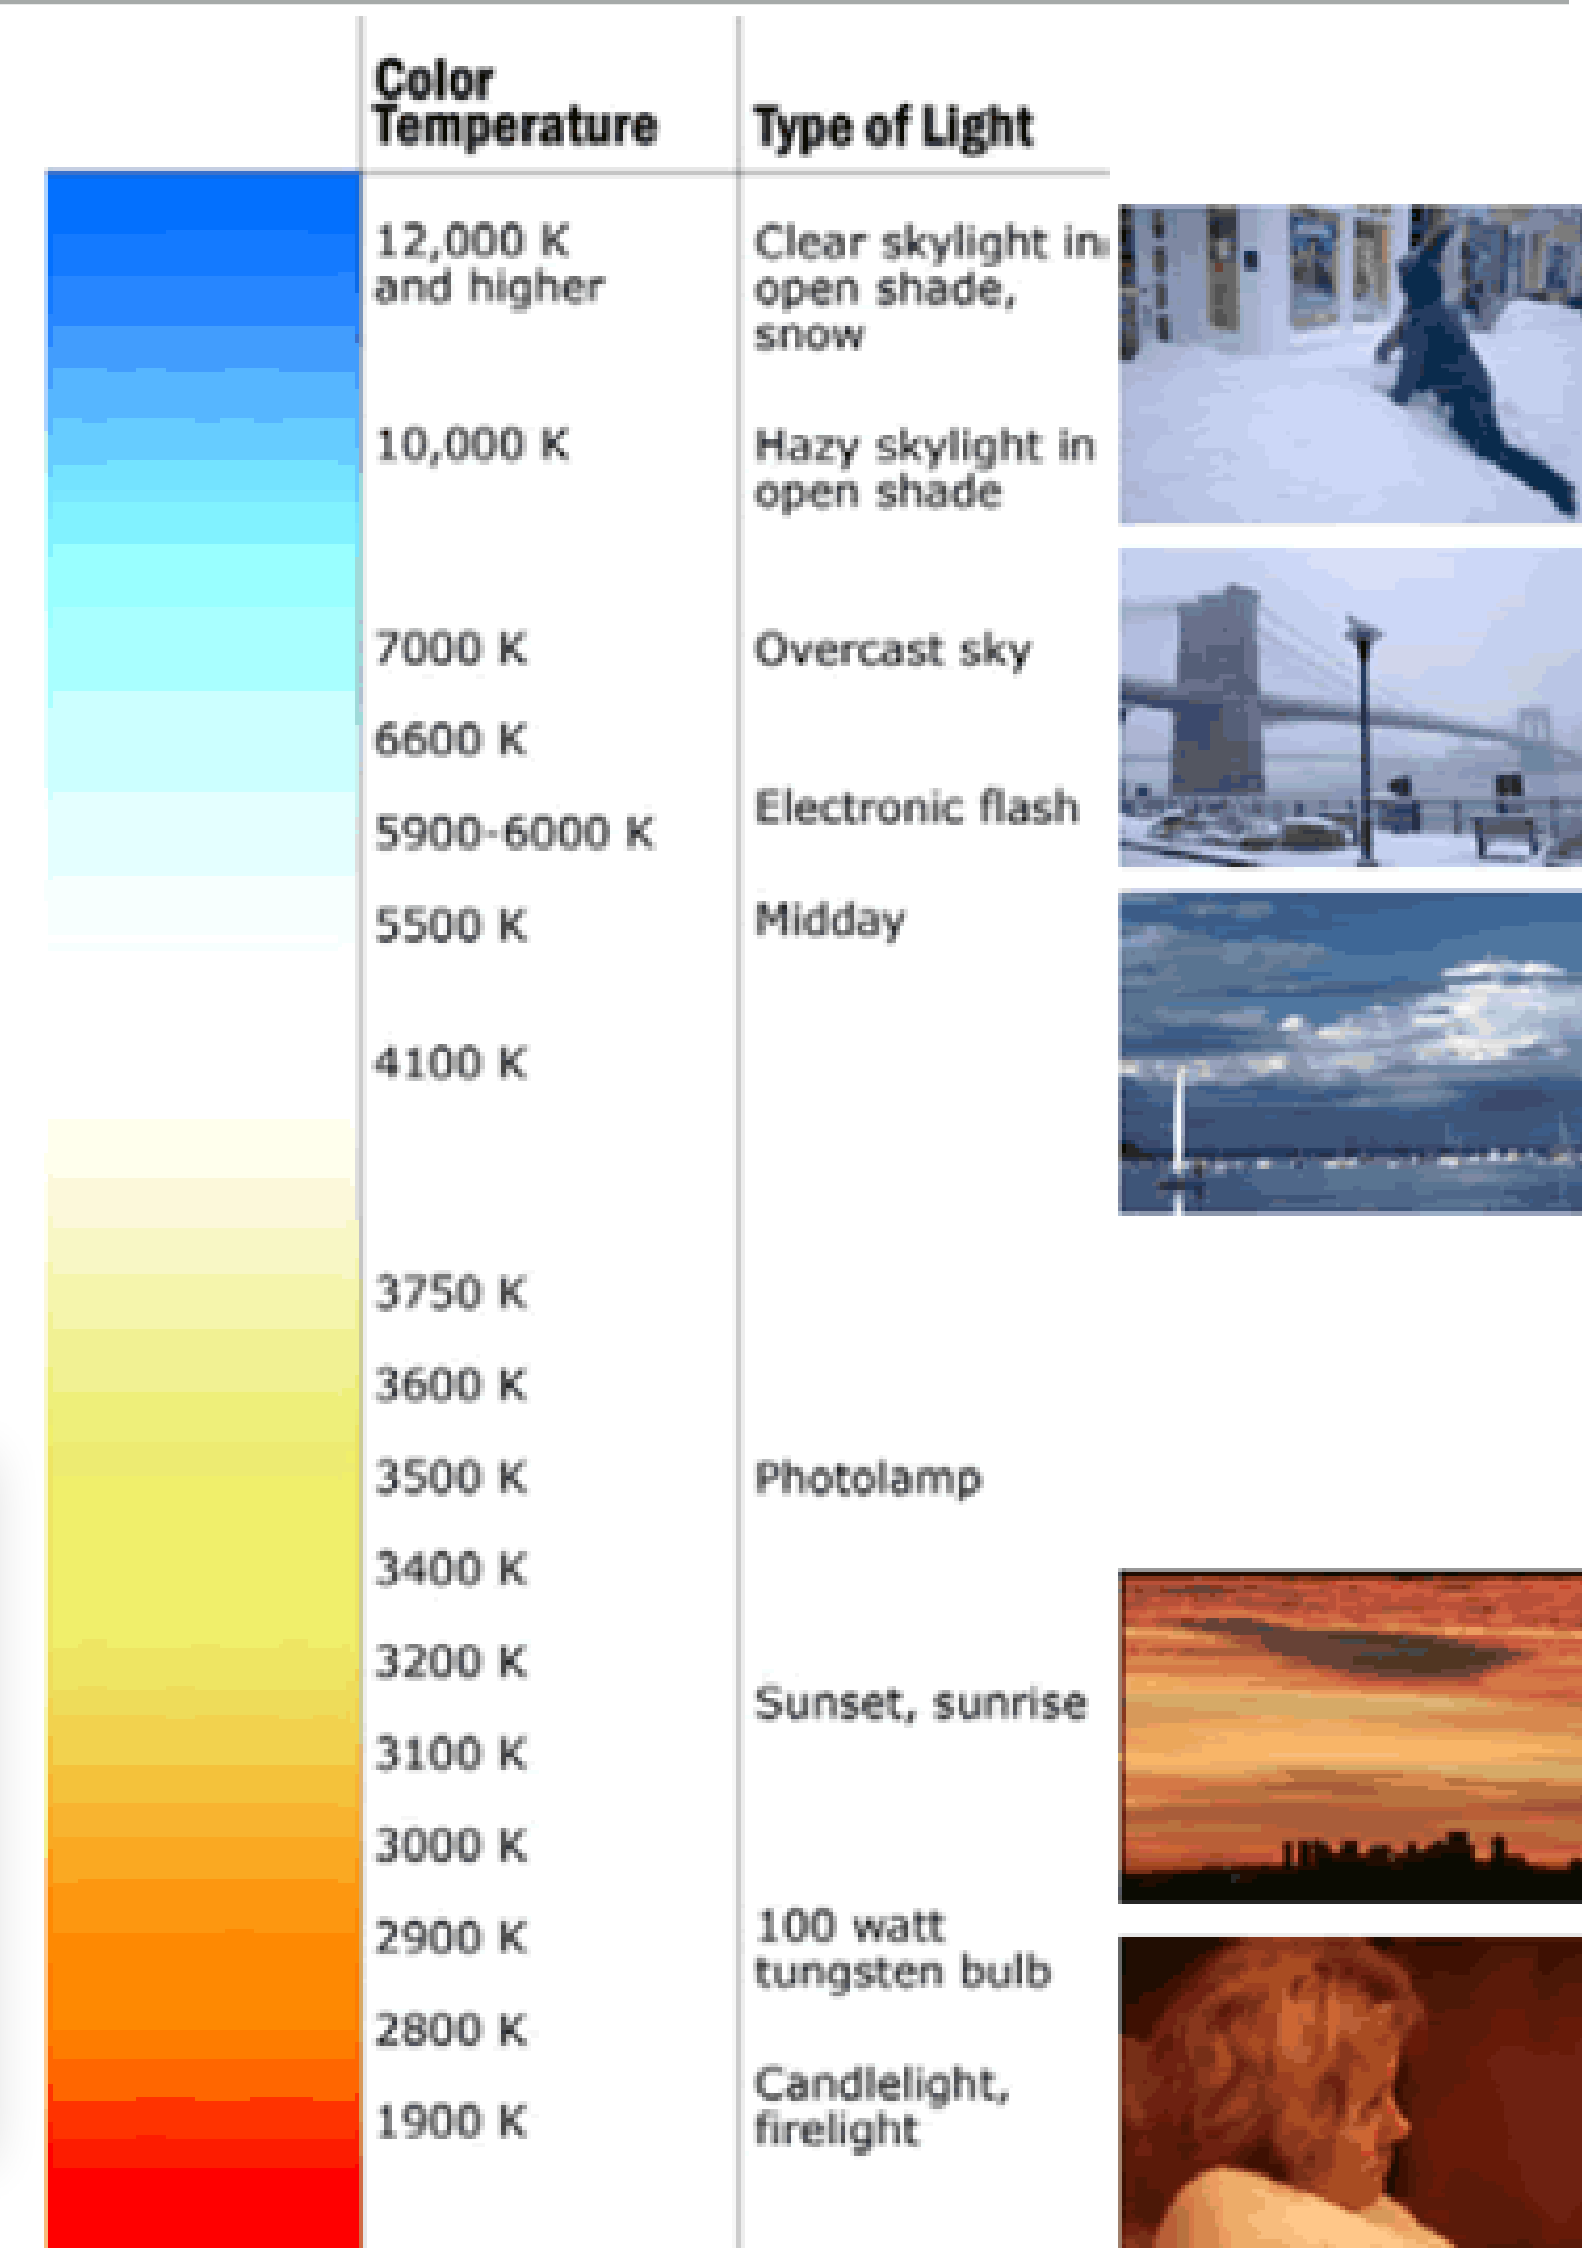 Color
Temperature
Type of Light
12,000 K
and higher
Clear skylight in
open shade,
snow
10,000 K
Hazy skylight in
open shade
7000 K
Overcast sky
6600 K
5900-6000 K
Electronic flash
5500 K
Midday
4100 K
3750 K
3600 K
3500 K
Photolamp
3400 K
3200 K
Sunset, sunrise
3100 K
3000 K
2900 K
100 watt
tungsten bulb
2800 K
1900 K
Candlelight,
firelight